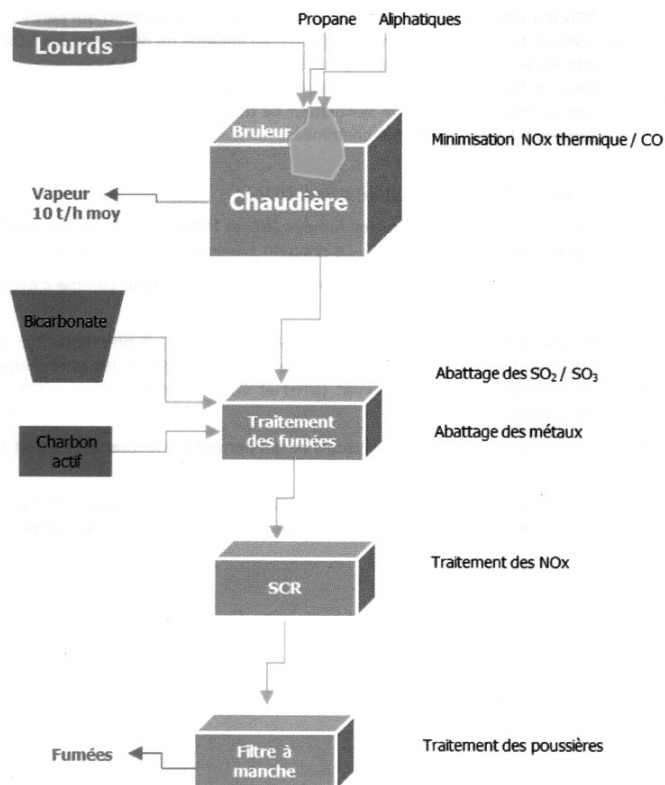 Propane Aliphatiques
Lourds
Bruleur
Minimisation NOx thermique / CO
Chaudière
Vapeur
10 t/h moy
Bicarbonate
Abattage des SO₂ / SO₃
Traitement
des fumées
Abattage des métaux
Charbon
actif
Traitement des NOx
SCR
Traitement des poussières
Fumées
Filtre à
manche